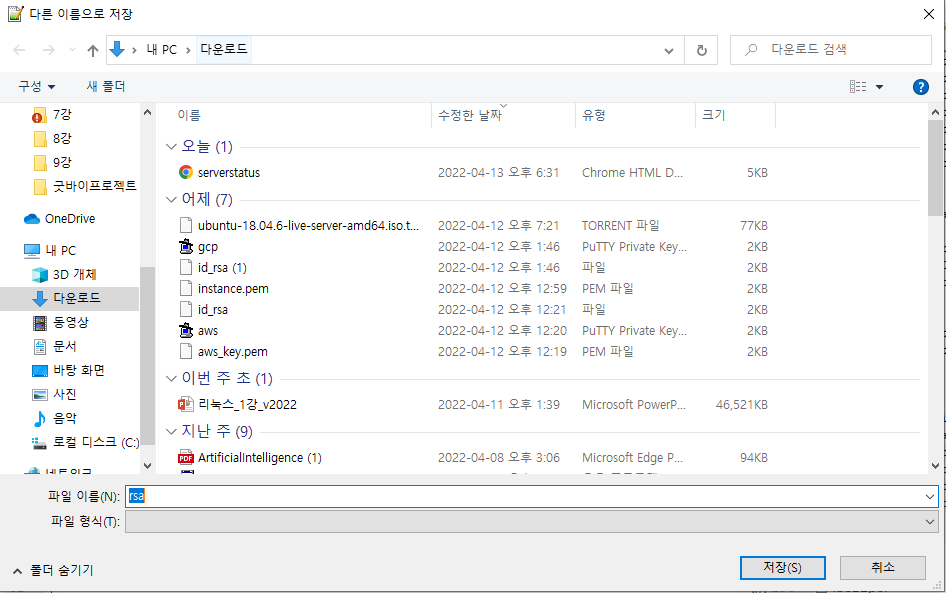 다른 이름으로 저장
내 PC
다운로드
다운로드 검색
구성
새 폴더
7강
8강
9강
굿바이프로젝트
OneDrive
내 PC
3D 개체
다운로드
동영상
문서
바탕 화면
사진
음악
로컬 디스크 (C:)
네트워크
이름 수정한 날짜 유형 크기
오늘 (1)
serverstatus 2022-04-13 오후 6:31 Chrome HTML D... 5KB
어제 (7)
ubuntu-18.04.6-live-server-amd64.iso.t... 2022-04-12 오후 7:21 TORRENT 파일 77KB
gcp 2022-04-12 오후 1:46 PuTTY Private Key... 2KB
id_rsa (1) 2022-04-12 오후 1:46 파일 2KB
instance.pem 2022-04-12 오후 12:59 PEM 파일 2KB
id_rsa 2022-04-12 오후 12:21 파일 2KB
aws 2022-04-12 오후 12:20 PuTTY Private Key... 2KB
aws_key.pem 2022-04-12 오후 12:19 PEM 파일 2KB
이번 주 초 (1)
리눅스_1강_v2022 2022-04-11 오후 1:39 Microsoft PowerP... 46,521KB
지난 주 (9)
ArtificialIntelligence (1) 2022-04-08 오후 3:06 Microsoft Edge P... 94KB
파일 이름(N): rsa
파일 형식(T):
폴더 숨기기
저장(S)
취소